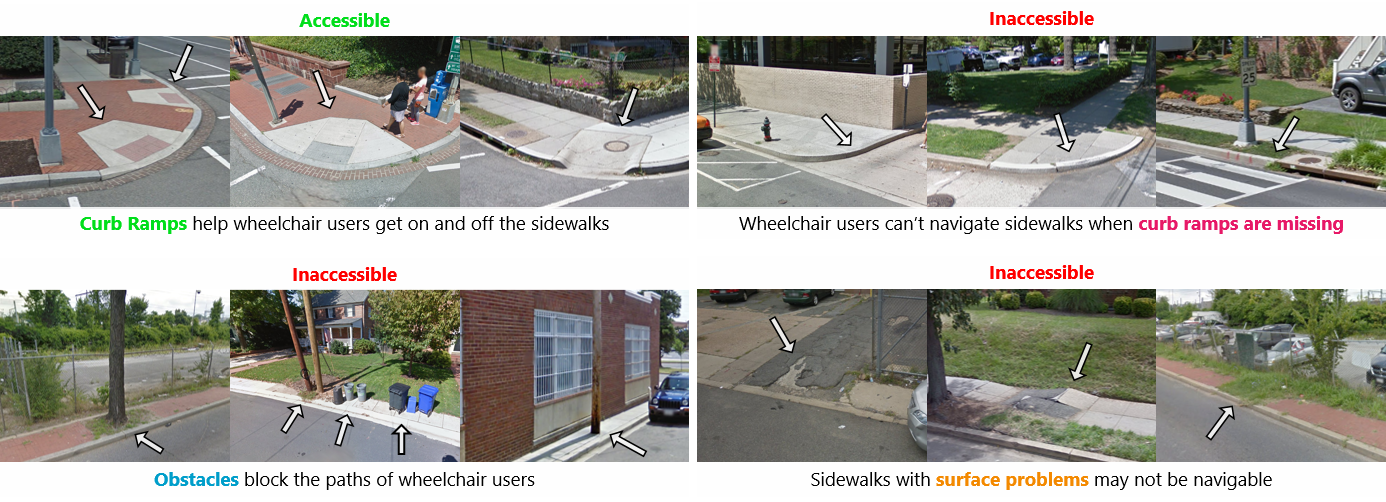 Accessible
Curb Ramps help wheelchair users get on and off the sidewalks
Inaccessible
25
Wheelchair users can't navigate sidewalks when curb ramps are missing
Inaccessible
Obstacles block the paths of wheelchair users
Inaccessible
Sidewalks with surface problems may not be navigable